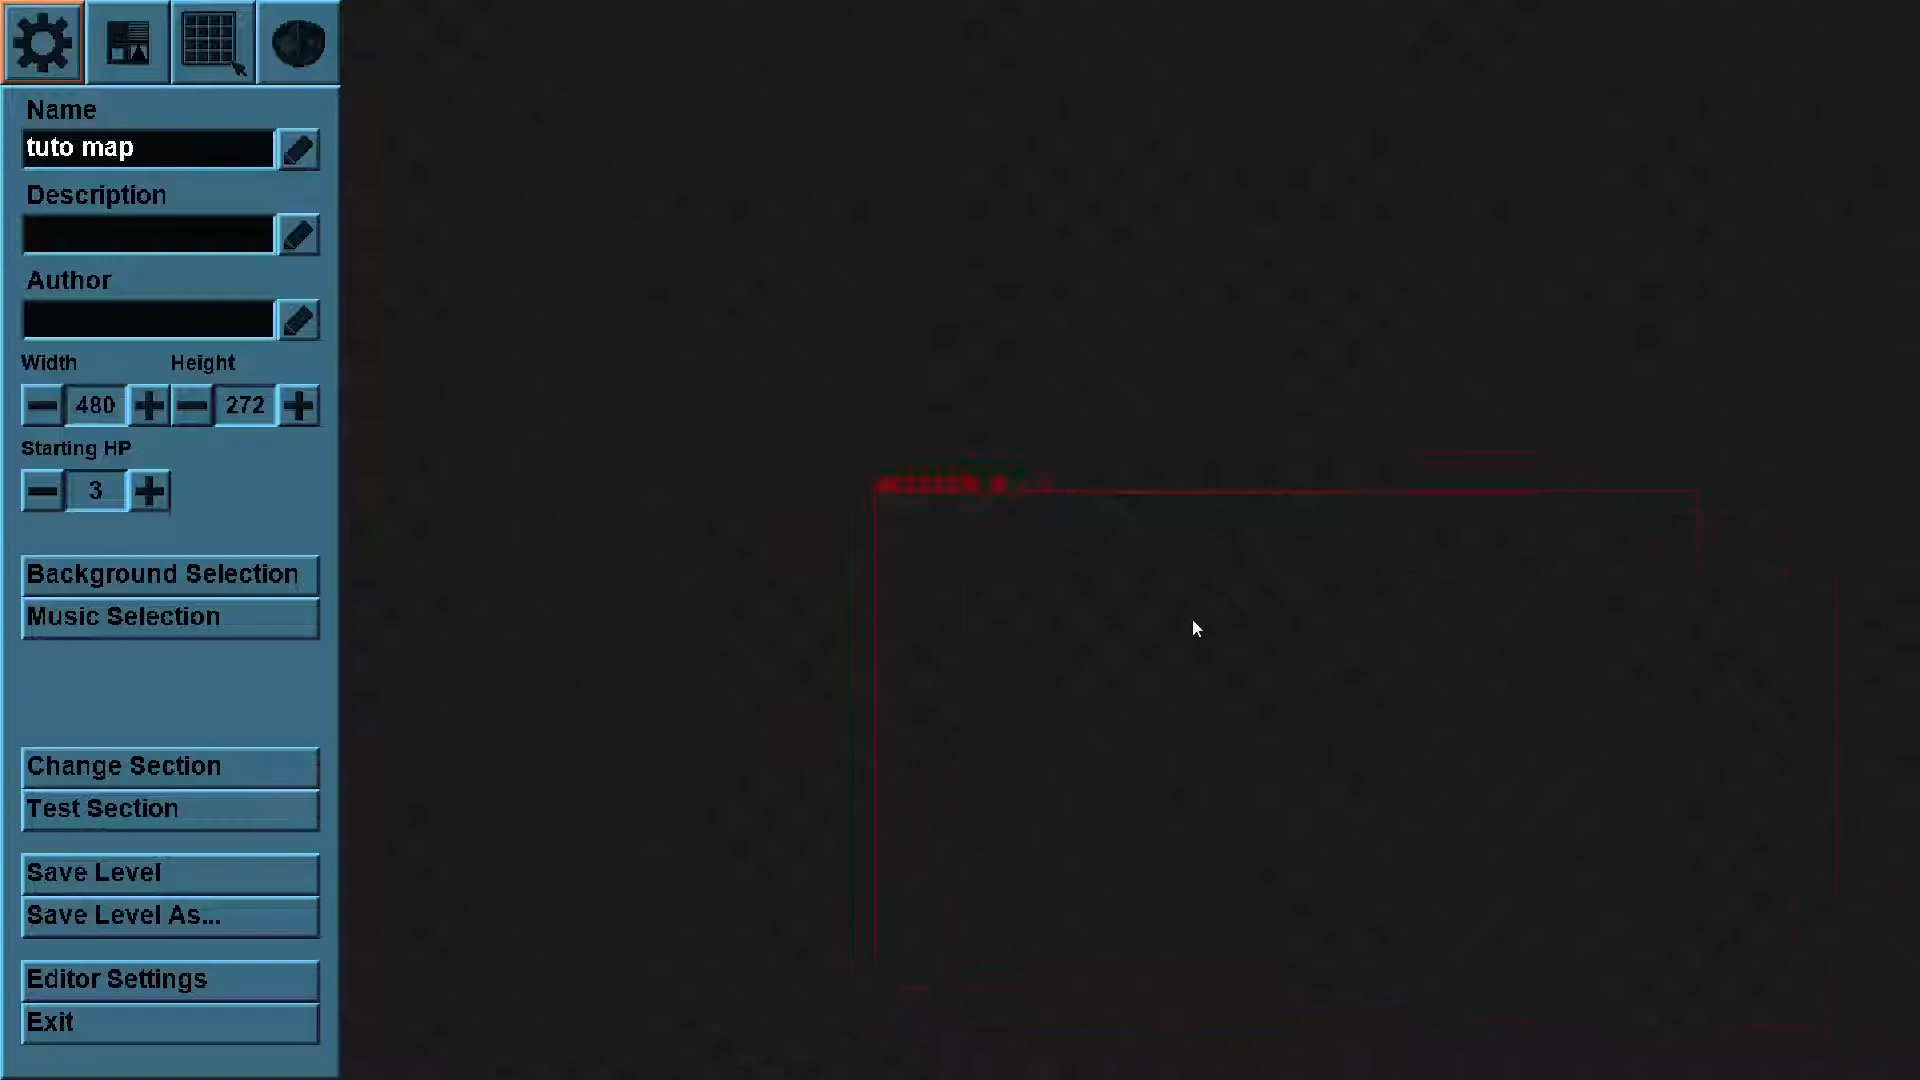 Name
tuto map
Description
Author
Width Height
480 272
Starting HP
3
Background Selection
Music Selection
Change Section
Test Section
Save Level
Save Level As...
Editor Settings
Exit